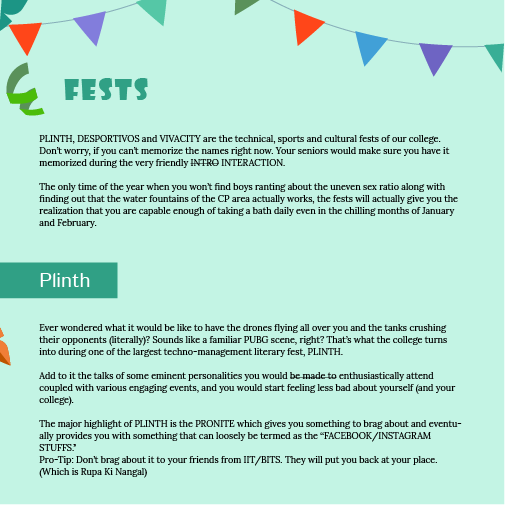 FESTS
PLINTH, DESPORTIVOS and VIVACITY are the technical, sports and cultural fests of our college.
Don't worry, if you can't memorize the names right now. Your seniors would make sure you have it
memorized during the very friendly INTRO INTERACTION.
The only time of the year when you won't find boys ranting about the uneven sex ratio along with
finding out that the water fountains of the CP area actually works, the fests will actually give you the
realization that you are capable enough of taking a bath daily even in the chilling months of January
and February.
Plinth
Ever wondered what it would be like to have the drones flying all over you and the tanks crushing
their opponents (literally)? Sounds like a familiar PUBG scene, right? That's what the college turns
into during one of the largest techno-management literary fest, PLINTH.
Add to it the talks of some eminent personalities you would be made to enthusiastically attend
coupled with various engaging events, and you would start feeling less bad about yourself (and your
college).
The major highlight of PLINTH is the PRONITE which gives you something to brag about and eventu-
ally provides you with something that can loosely be termed as the “FACEBOOK/INSTAGRAM
STUFFS.”
Pro-Tip: Don't brag about it to your friends from IIT/BITS. They will put you back at your place.
(Which is Rupa Ki Nangal)